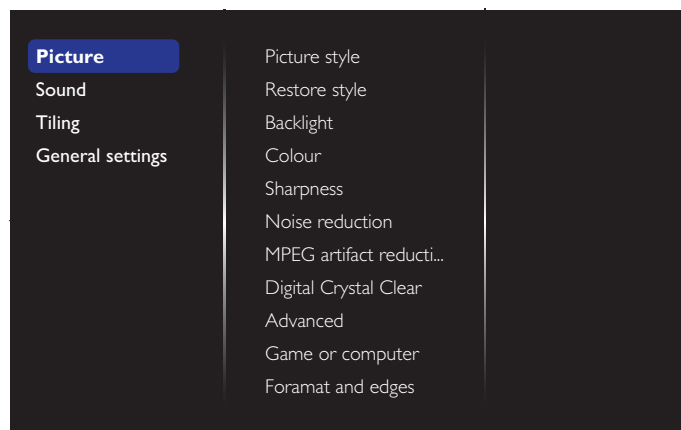 Picture
Sound
Tiling
General settings
Picture style
Restore style
Backlight
Colour
Sharpness
Noise reduction
MPEG artifact reducti...
Digital Crystal Clear
Advanced
Game or computer
Foramat and edges